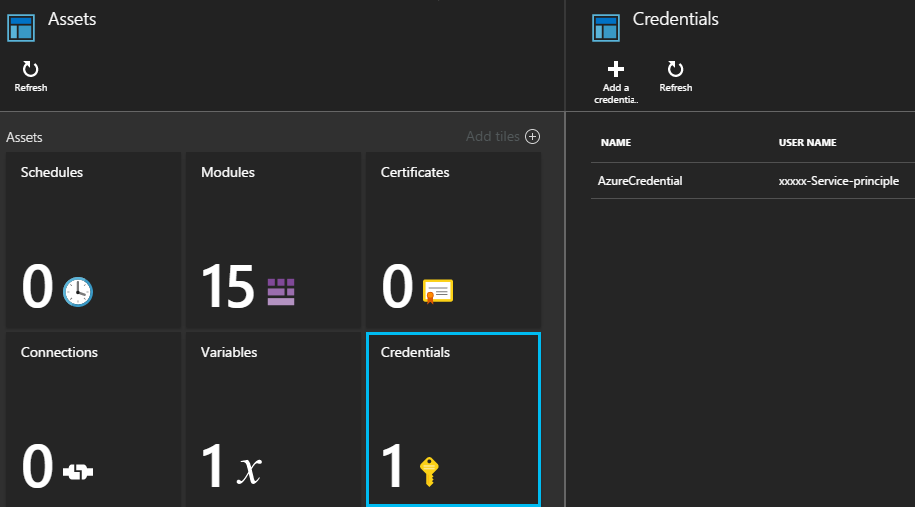 Assets
Refresh
Assets
Add tiles
Schedules
Modules
Certificates
0
15
0
Connections
Variables
Credentials
0
1 x
1
Credentials
Add a
credentia..
Refresh
NAME
USER NAME
AzureCredential
xxxxx-Service-principle